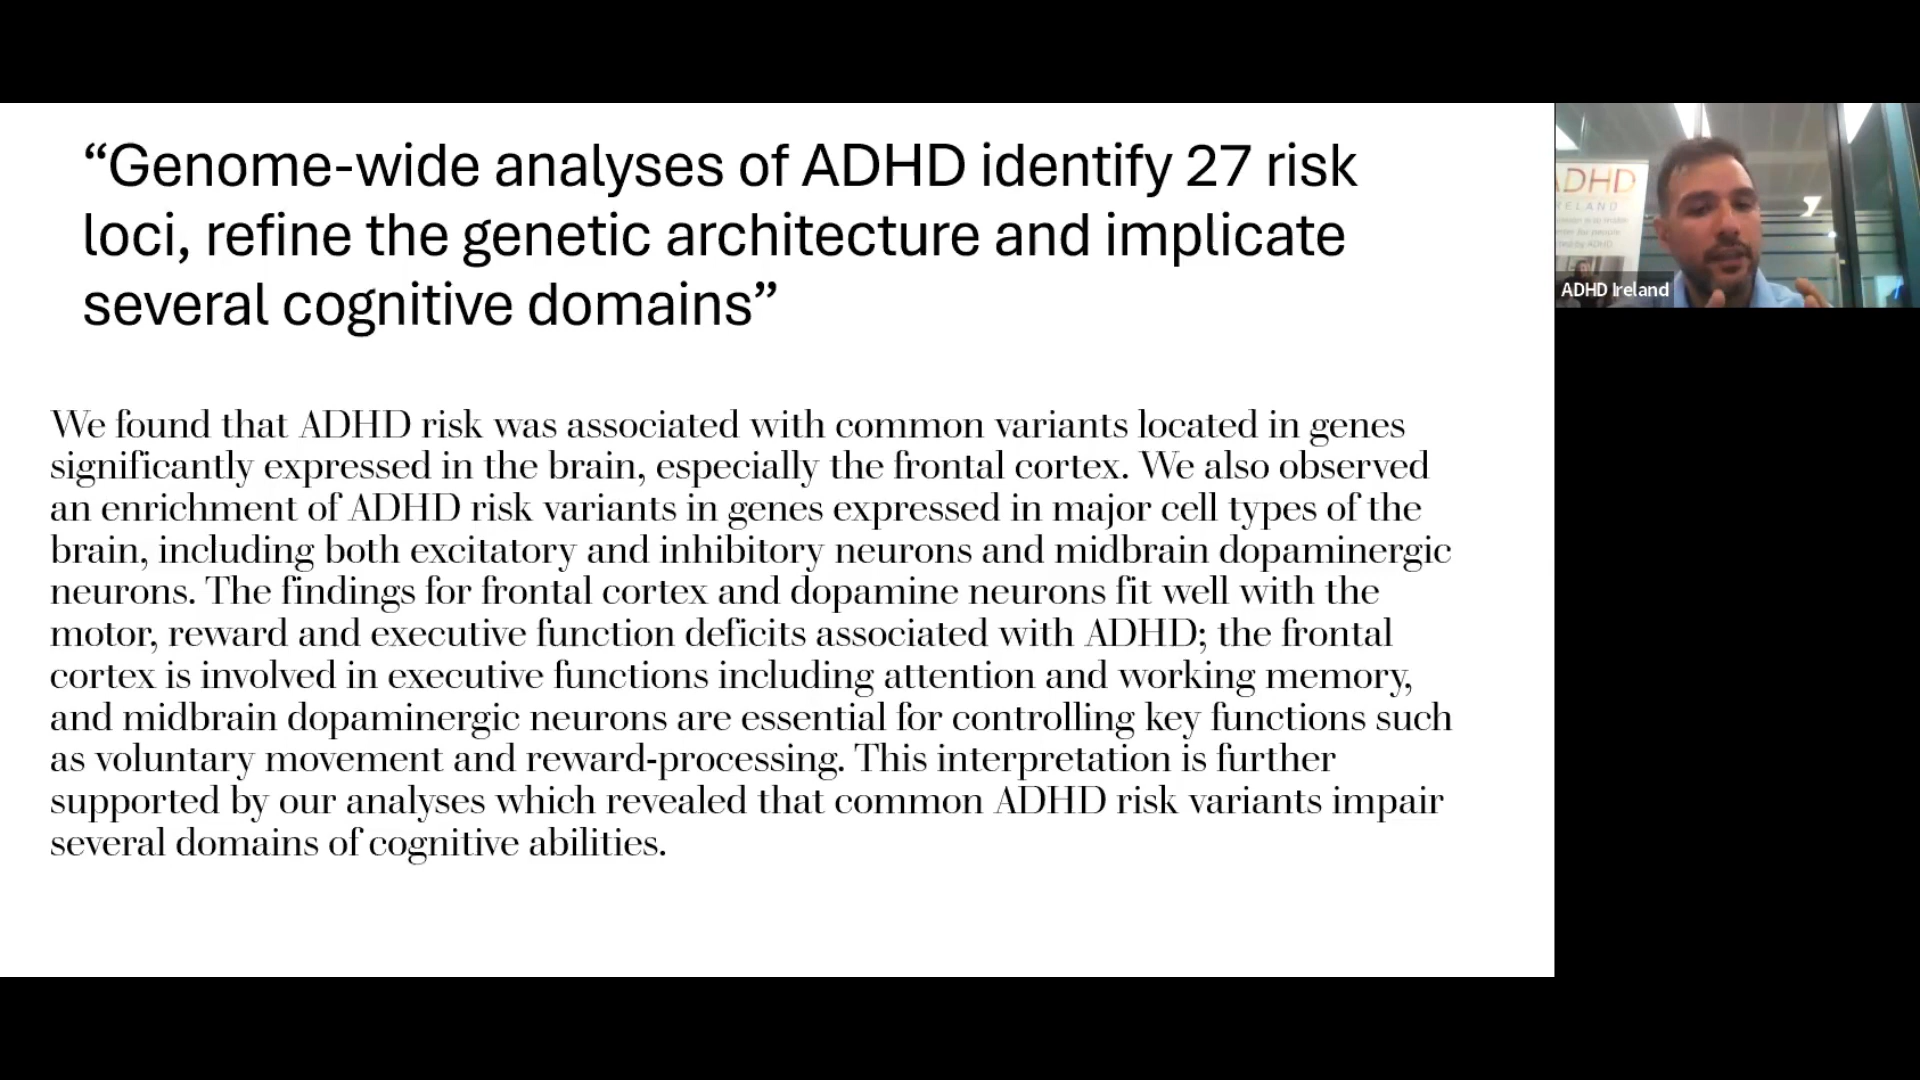 “Genome-wide analyses of ADHD identify 27 risk
loci, refine the genetic architecture and implicate
several cognitive domains”
We found that ADHD risk was associated with common variants located in genes
significantly expressed in the brain, especially the frontal cortex. We also observed
an enrichment of ADHD risk variants in genes expressed in major cell types of the
brain, including both excitatory and inhibitory neurons and midbrain dopaminergic
neurons. The findings for frontal cortex and dopamine neurons fit well with the
motor, reward and executive function deficits associated with ADHD; the frontal
cortex is involved in executive functions including attention and working memory,
and midbrain dopaminergic neurons are essential for controlling key functions such
as voluntary movement and reward-processing. This interpretation is further
supported by our analyses which revealed that common ADHD risk variants impair
several domains of cognitive abilities.
ADHD
ADHD Ireland